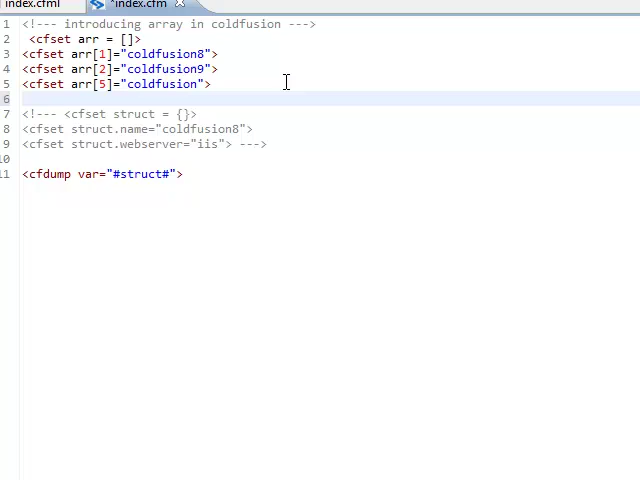 index.cfml *index.cfm
1 <!--- introducing array in coldfusion --->
2 <cfset arr = []>
3 <cfset arr[1]="coldfusion8">
4 <cfset arr[2]="coldfusion9">
5 <cfset arr[5]="coldfusion">
6
7 <!--- <cfset struct = {}>
8 <cfset struct.name="coldfusion8">
9 <cfset struct.webserver="iis"> --->
10
11 <cfdump var="#struct#">